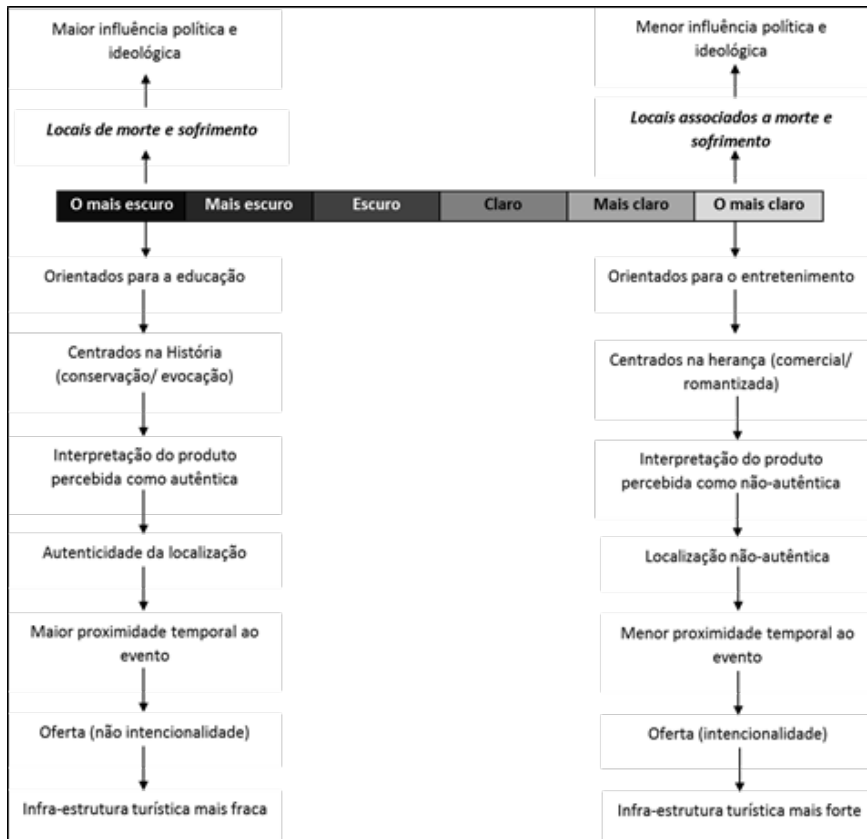 Maior influência política e
ideológica
Menor influência política e
ideológica
Locais de morte e sofrimento
Locais associados a morte e
sofrimento
O mais escuro Mais escuro Escuro Claro Mais claro O mais claro
Orientados para a educação
Orientados para o entretenimento
Centrados na História
(conservação/ evocação)
Centrados na herança (comercial/
romantizada)
Interpretação do produto
percebida como autêntica
Interpretação do produto
percebida como não-autêntica
Autenticidade da localização
Localização não-autêntica
Maior proximidade temporal ao
evento
Menor proximidade temporal ao
evento
Oferta (não intencionalidade)
Oferta (intencionalidade)
Infra-estrutura turística mais fraca
Infra-estrutura turística mais forte